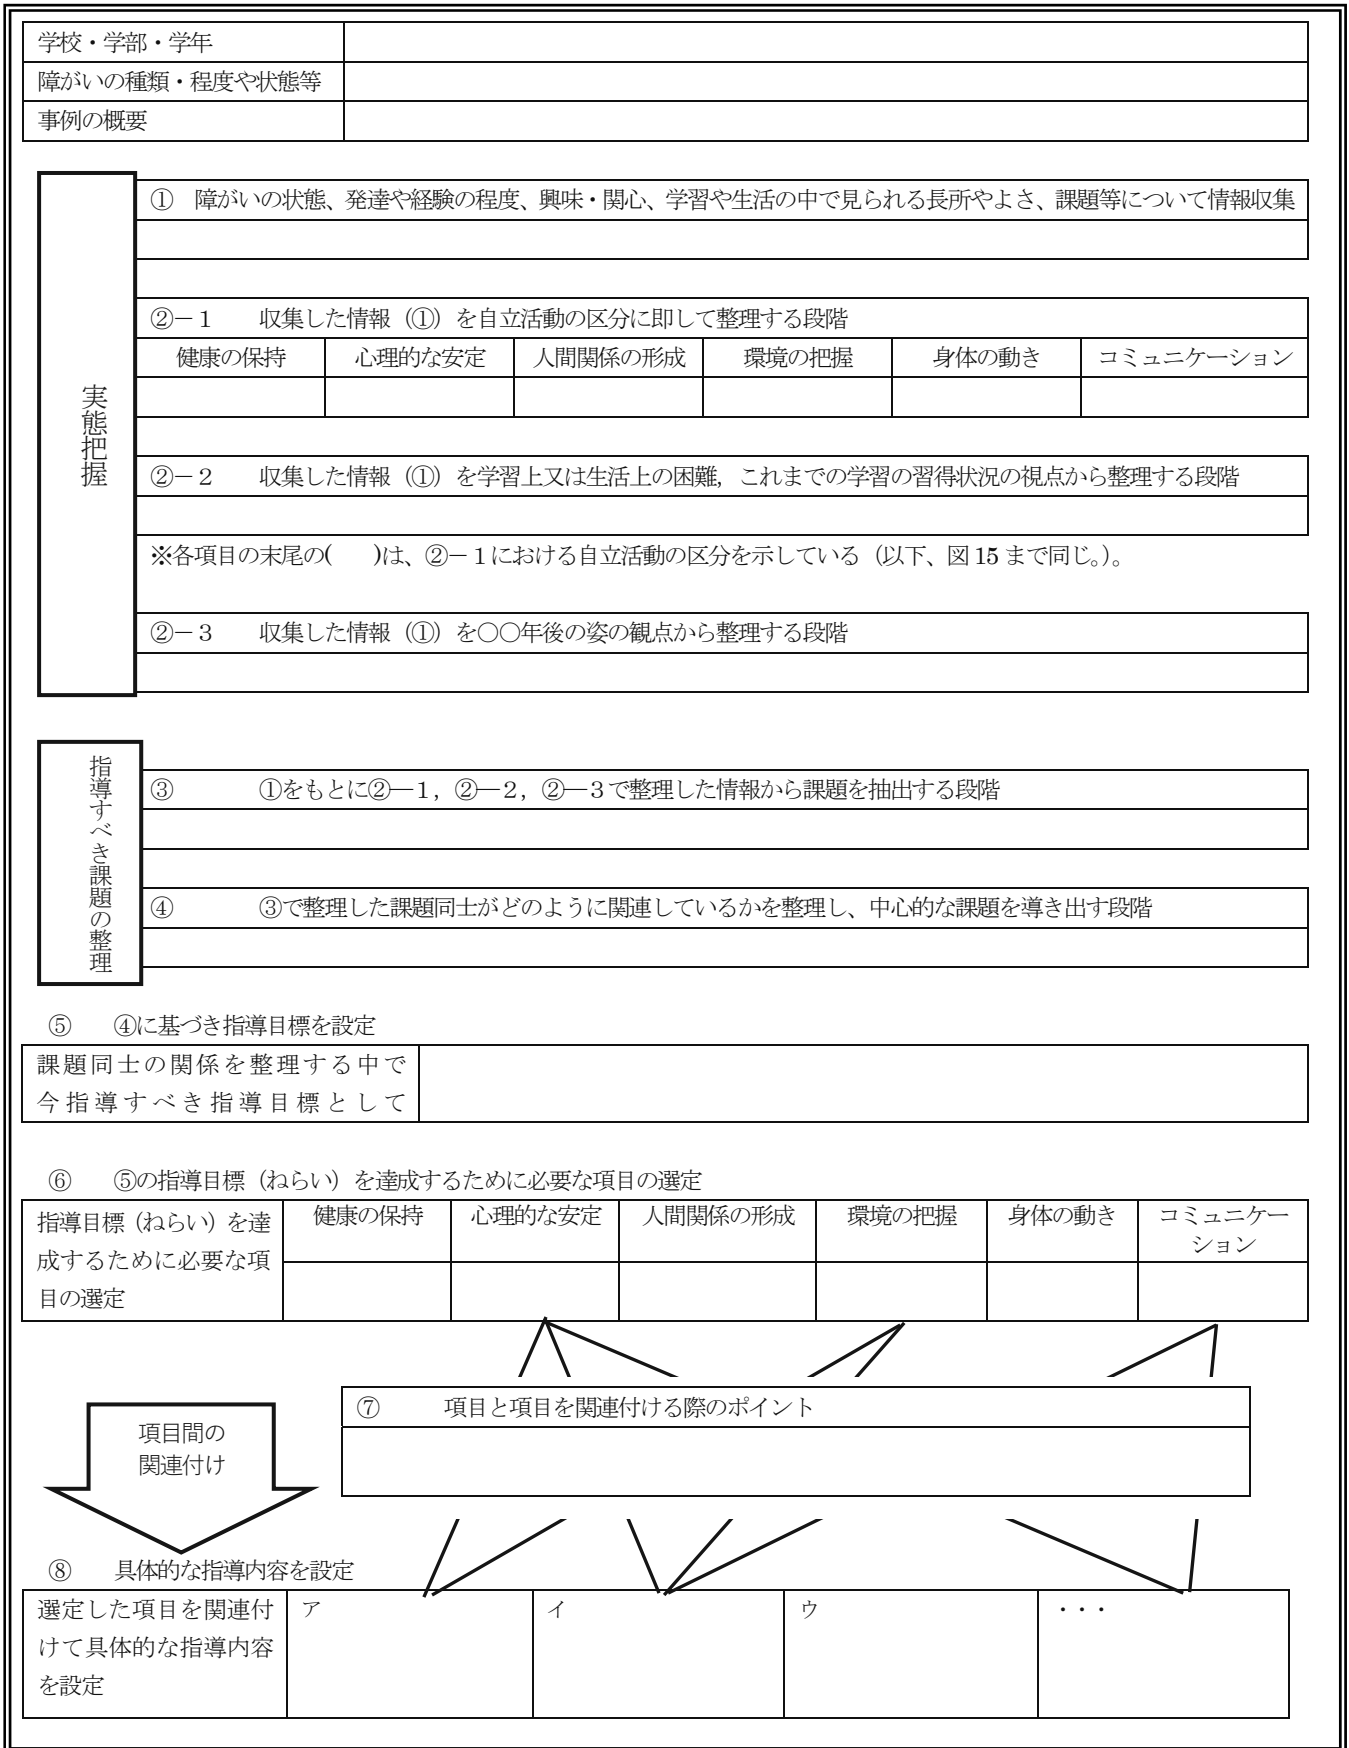 学校・学部・学年
障がいの種類・程度や状態等
事例の概要
実態把握
① 障がいの状態、発達や経験の程度、興味・関心、学習や生活の中で見られる長所やよさ、課題等について情報収集
②－１ 収集した情報（①）を自立活動の区分に即して整理する段階
健康の保持 心理的な安定 人間関係の形成 環境の把握 身体の動き コミュニケーション
②－２ 収集した情報（①）を学習上又は生活上の困難，これまでの学習の習得状況の視点から整理する段階
※各項目の末尾の( )は、②－１における自立活動の区分を示している（以下、図 15 まで同じ。）。
②－３ 収集した情報（①）を○○年後の姿の観点から整理する段階
指導すべき課題の整理
③ ①をもとに②―１，②―２，②―３で整理した情報から課題を抽出する段階
④ ③で整理した課題同士がどのように関連しているかを整理し、中心的な課題を導き出す段階
⑤ ④に基づき指導目標を設定
課題同士の関係を整理する中で
今指導すべき指導目標として
⑥ ⑤の指導目標（ねらい）を達成するために必要な項目の選定
指導目標（ねらい）を達
成するために必要な項
目の選定
健康の保持 心理的な安定 人間関係の形成 環境の把握 身体の動き コミュニケー
ション
⑦ 項目と項目を関連付ける際のポイント
項目間の
関連付け
⑧ 具体的な指導内容を設定
選定した項目を関連付
けて具体的な指導内容
を設定
ア イ ウ ・・・